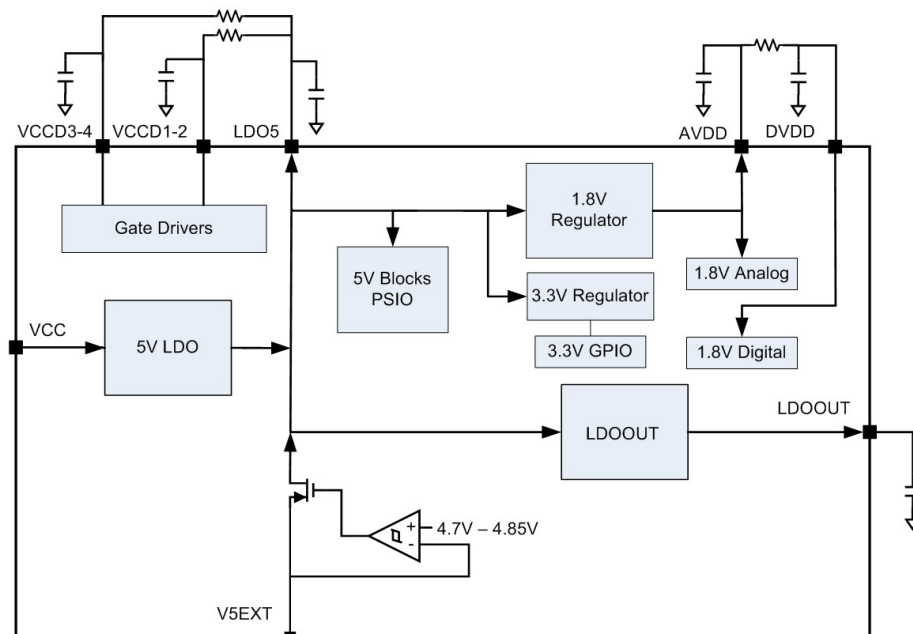 VCCD3-4
VCCD1-2
LDO5
AVDD
DVDD
Gate Drivers
1.8V
Regulator
5V Blocks
PSIO
1.8V Analog
3.3V Regulator
VCC
5V LDO
3.3V GPIO
1.8V Digital
LDOOUT
LDOOUT
+
-
4.7V – 4.85V
V5EXT